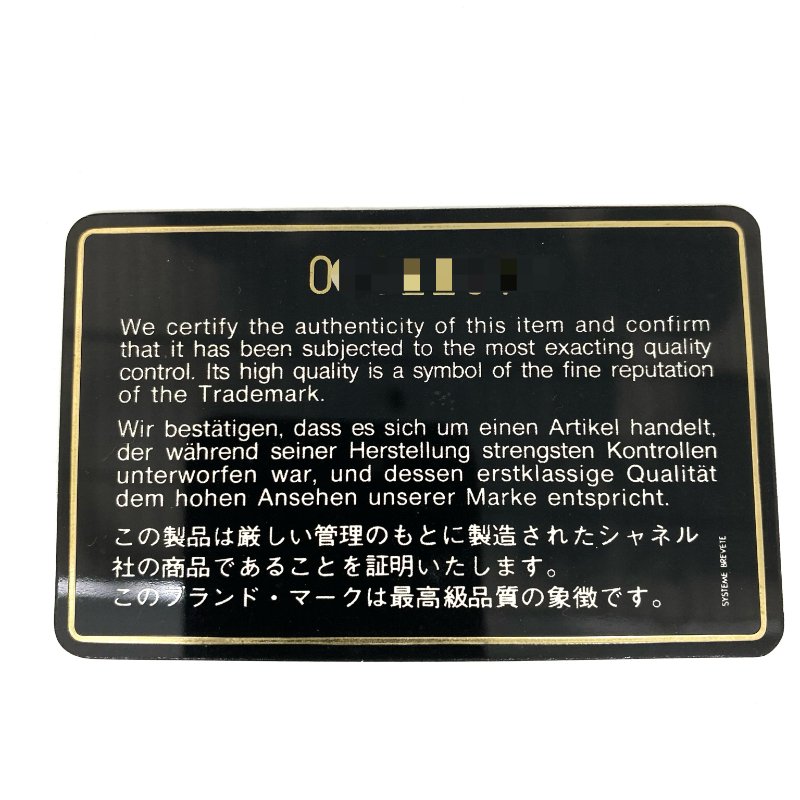 We certify the authenticity of this item and confirm
that it has been subjected to the most exacting quality
control. Its high quality is a symbol of the fine reputation
of the Trademark.
Wir bestätigen, dass es sich um einen Artikel handelt,
der während seiner Herstellung strengsten Kontrollen
unterworfen war, und dessen erstklassige Qualität
dem hohen Ansehen unserer Marke entspricht.
この製品は厳しい管理のもとに製造されたシャネル
社の商品であることを証明いたします。
このブランド・マークは最高級品質の象徴です。
SYSTEME BREVETE